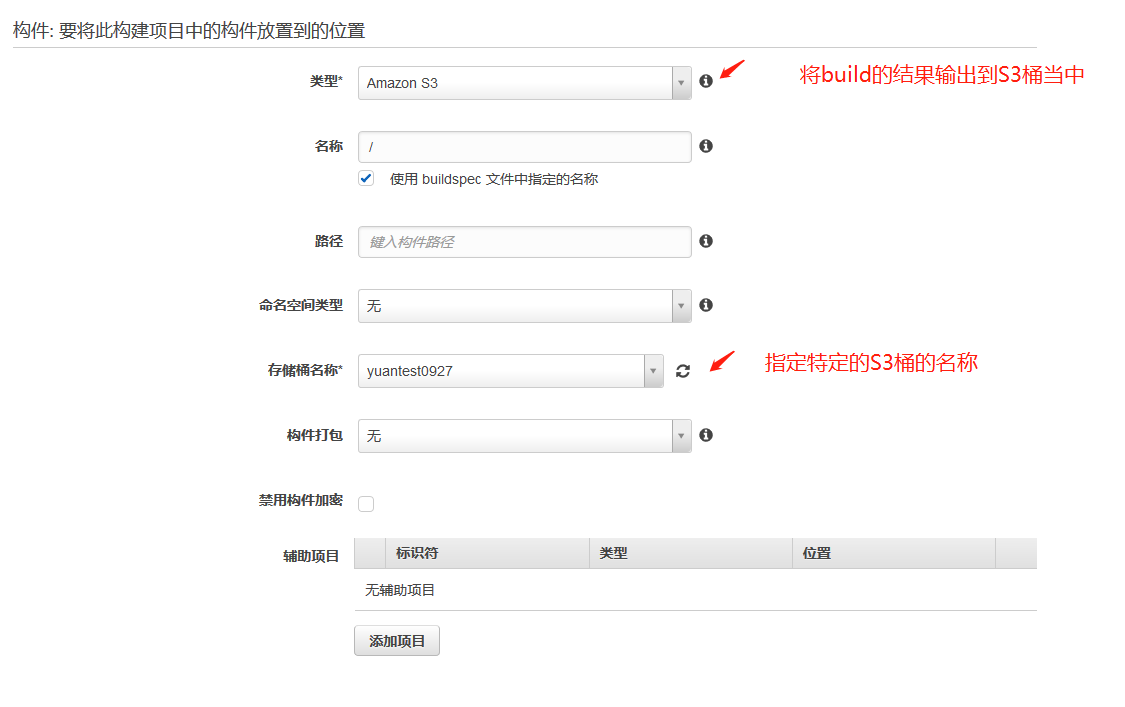 构件: 要将此构建项目中的构件放置到的位置
类型* Amazon S3 将build的结果输出到S3桶当中
名称 /
使用 buildspec 文件中指定的名称
路径 键入构件路径
命名空间类型 无
存储桶名称* yuantest0927 指定特定的S3桶的名称
构件打包 无
禁用构件加密
辅助项目 标识符 类型 位置
无辅助项目
添加项目